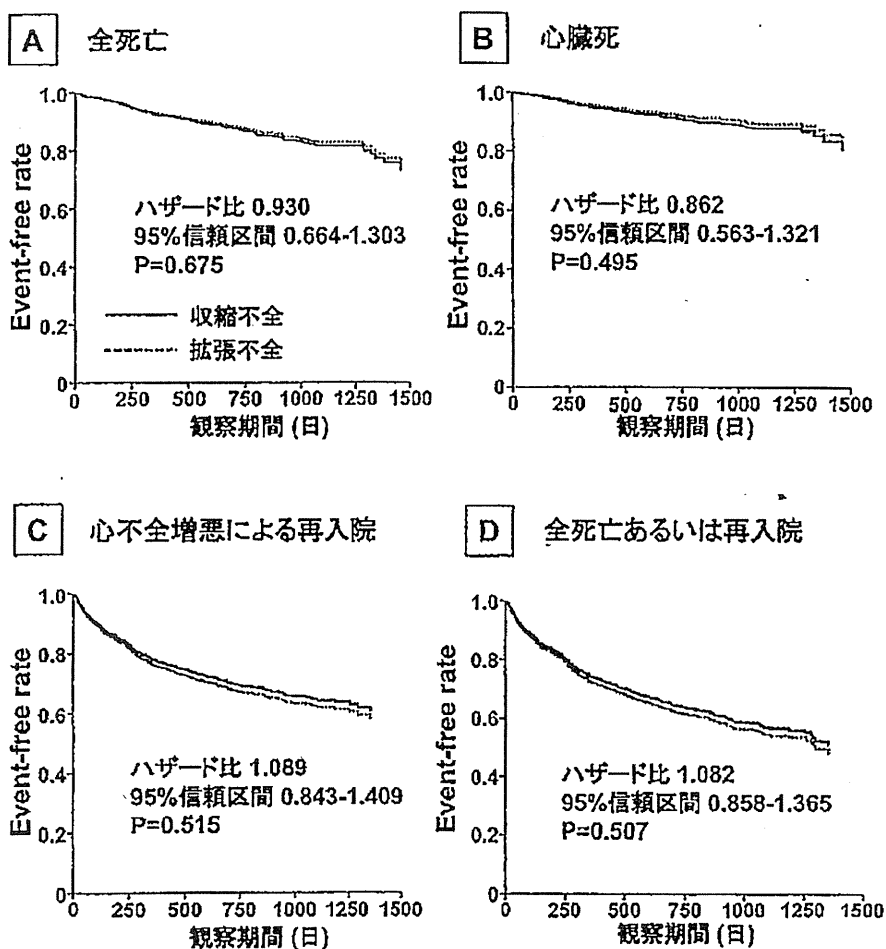 A 全死亡
Event-free rate
1.0
0.8
0.6
0.4
0.2
0
ハザード比 0.930
95%信頼区間 0.664-1.303
P=0.675
収縮不全
拡張不全
0 250 500 750 1000 1250 1500
観察期間 (日)
B 心臓死
Event-free rate
1.0
0.8
0.6
0.4
0.2
0
ハザード比 0.862
95%信頼区間 0.563-1.321
P=0.495
0 250 500 750 1000 1250 1500
観察期間 (日)
C 心不全増悪による再入院
Event-free rate
1.0
0.8
0.6
0.4
0.2
0
ハザード比 1.089
95%信頼区間 0.843-1.409
P=0.515
0 250 500 750 1000 1250 1500
観察期間 (日)
D 全死亡あるいは再入院
Event-free rate
1.0
0.8
0.6
0.4
0.2
0
ハザード比 1.082
95%信頼区間 0.858-1.365
P=0.507
0 250 500 750 1000 1250 1500
観察期間 (日)